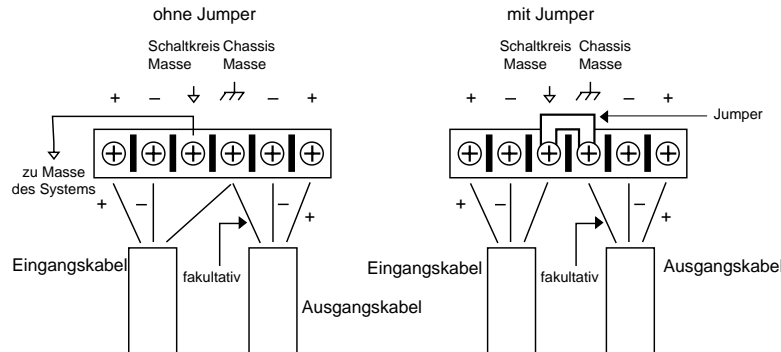 ohne Jumper
Schaltkreis Chassis
Masse Masse
+ – – +
zu Masse
des Systems
+ – – +
Eingangskabel
fakultativ
Ausgangskabel
mit Jumper
Schaltkreis Chassis
Masse Masse
+ – – +
Jumper
+ – – +
Eingangskabel
fakultativ
Ausgangskabel